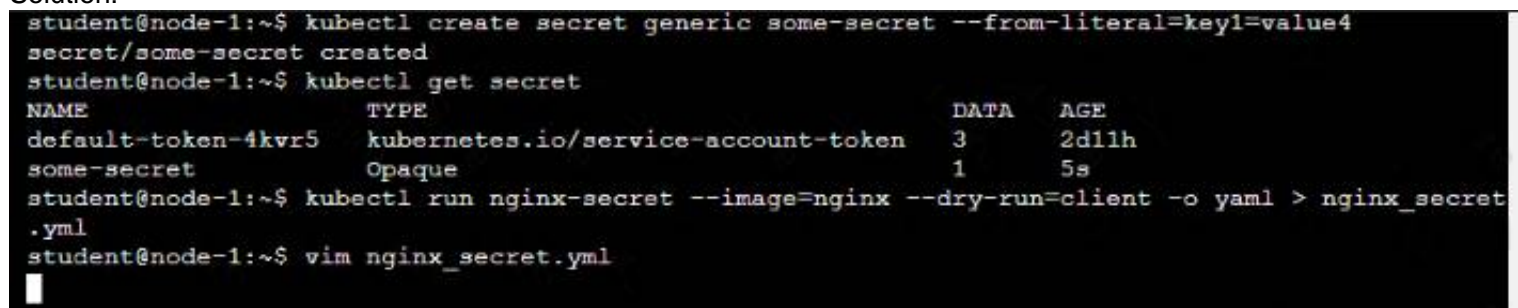 Solution:
student@node-1:~$ kubectl create secret generic some-secret --from-literal=key1=value4
secret/some-secret created
student@node-1:~$ kubectl get secret
NAME TYPE DATA AGE
default-token-4kvr5 kubernetes.io/service-account-token 3 2d11h
some-secret Opaque 1 5s
student@node-1:~$ kubectl run nginx-secret --image=nginx --dry-run=client -o yaml > nginx_secret
.yml
student@node-1:~$ vim nginx_secret.yml